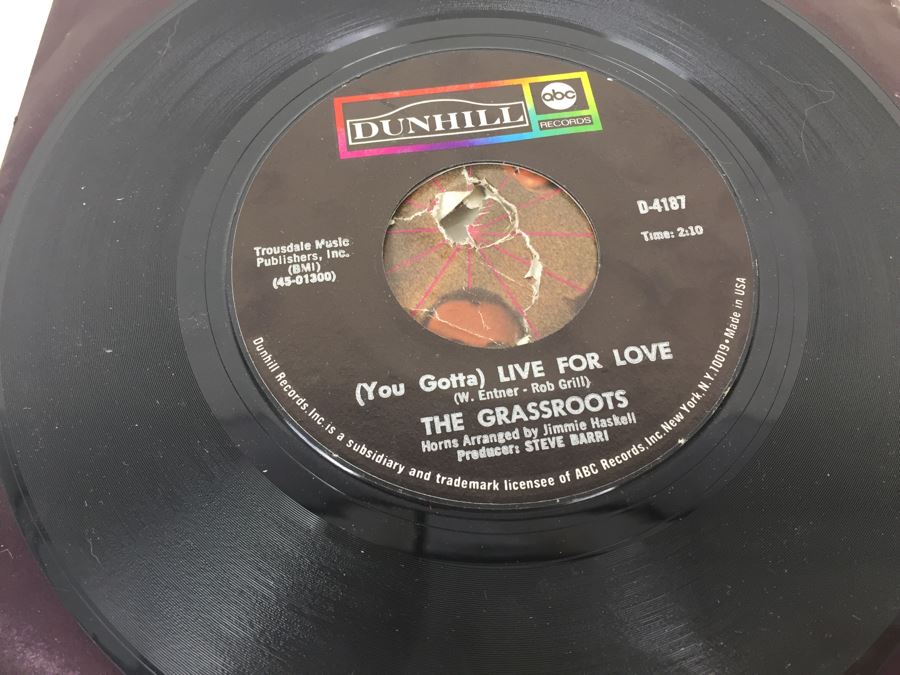 DUNHILL
abc
RECORDS
D-4187
Time: 2:10
Trousdale Music
Publishers, Inc.
(BMI)
(45-01300)
(You Gotta) LIVE FOR LOVE
(W. Entner - Rob Grill)
THE GRASSROOTS
Horns Arranged by Jimmie Haskell
Producer: STEVE BARRI
Dunhill Records, Inc. is a subsidiary and trademark licensee of ABC Records, Inc. New York, N.Y. 10019 • Made in USA